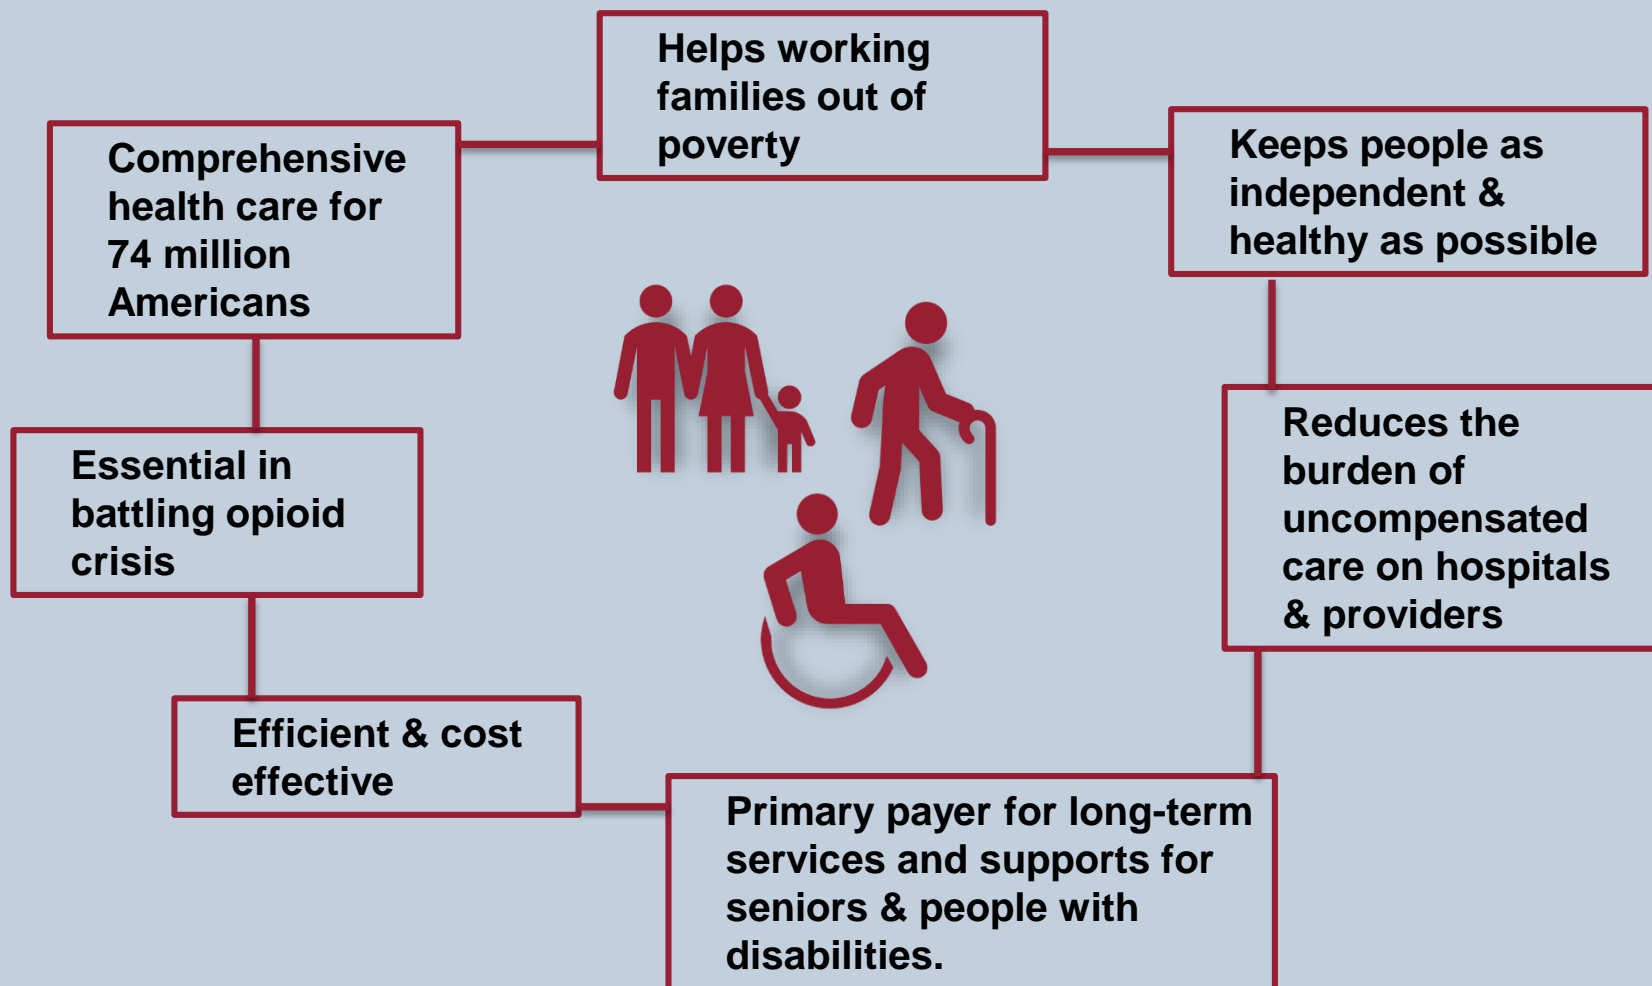 Helps working
families out of
poverty
Comprehensive
health care for
74 million
Americans
Keeps people as
independent &
healthy as possible
Essential in
battling opioid
crisis
Reduces the
burden of
uncompensated
care on hospitals
& providers
Efficient & cost
effective
Primary payer for long-term
services and supports for
seniors & people with
disabilities.